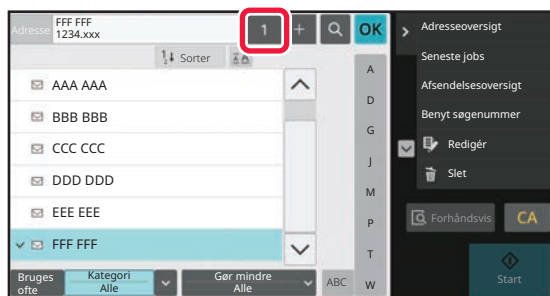 Adresse
FFF FFF
1234.xxx
1
+
OK
Sorter
AAA AAA
BBB BBB
CCC CCC
DDD DDD
EEE EEE
FFF FFF
A
D
G
J
M
P
T
W
Bruges
ofte
Kategori
Alle
Gør mindre
Alle
ABC
Adresseoversigt
Seneste jobs
Afsendelsesoversigt
Benyt søgenummer
Redigér
Slet
Forhåndsvis
CA
Start